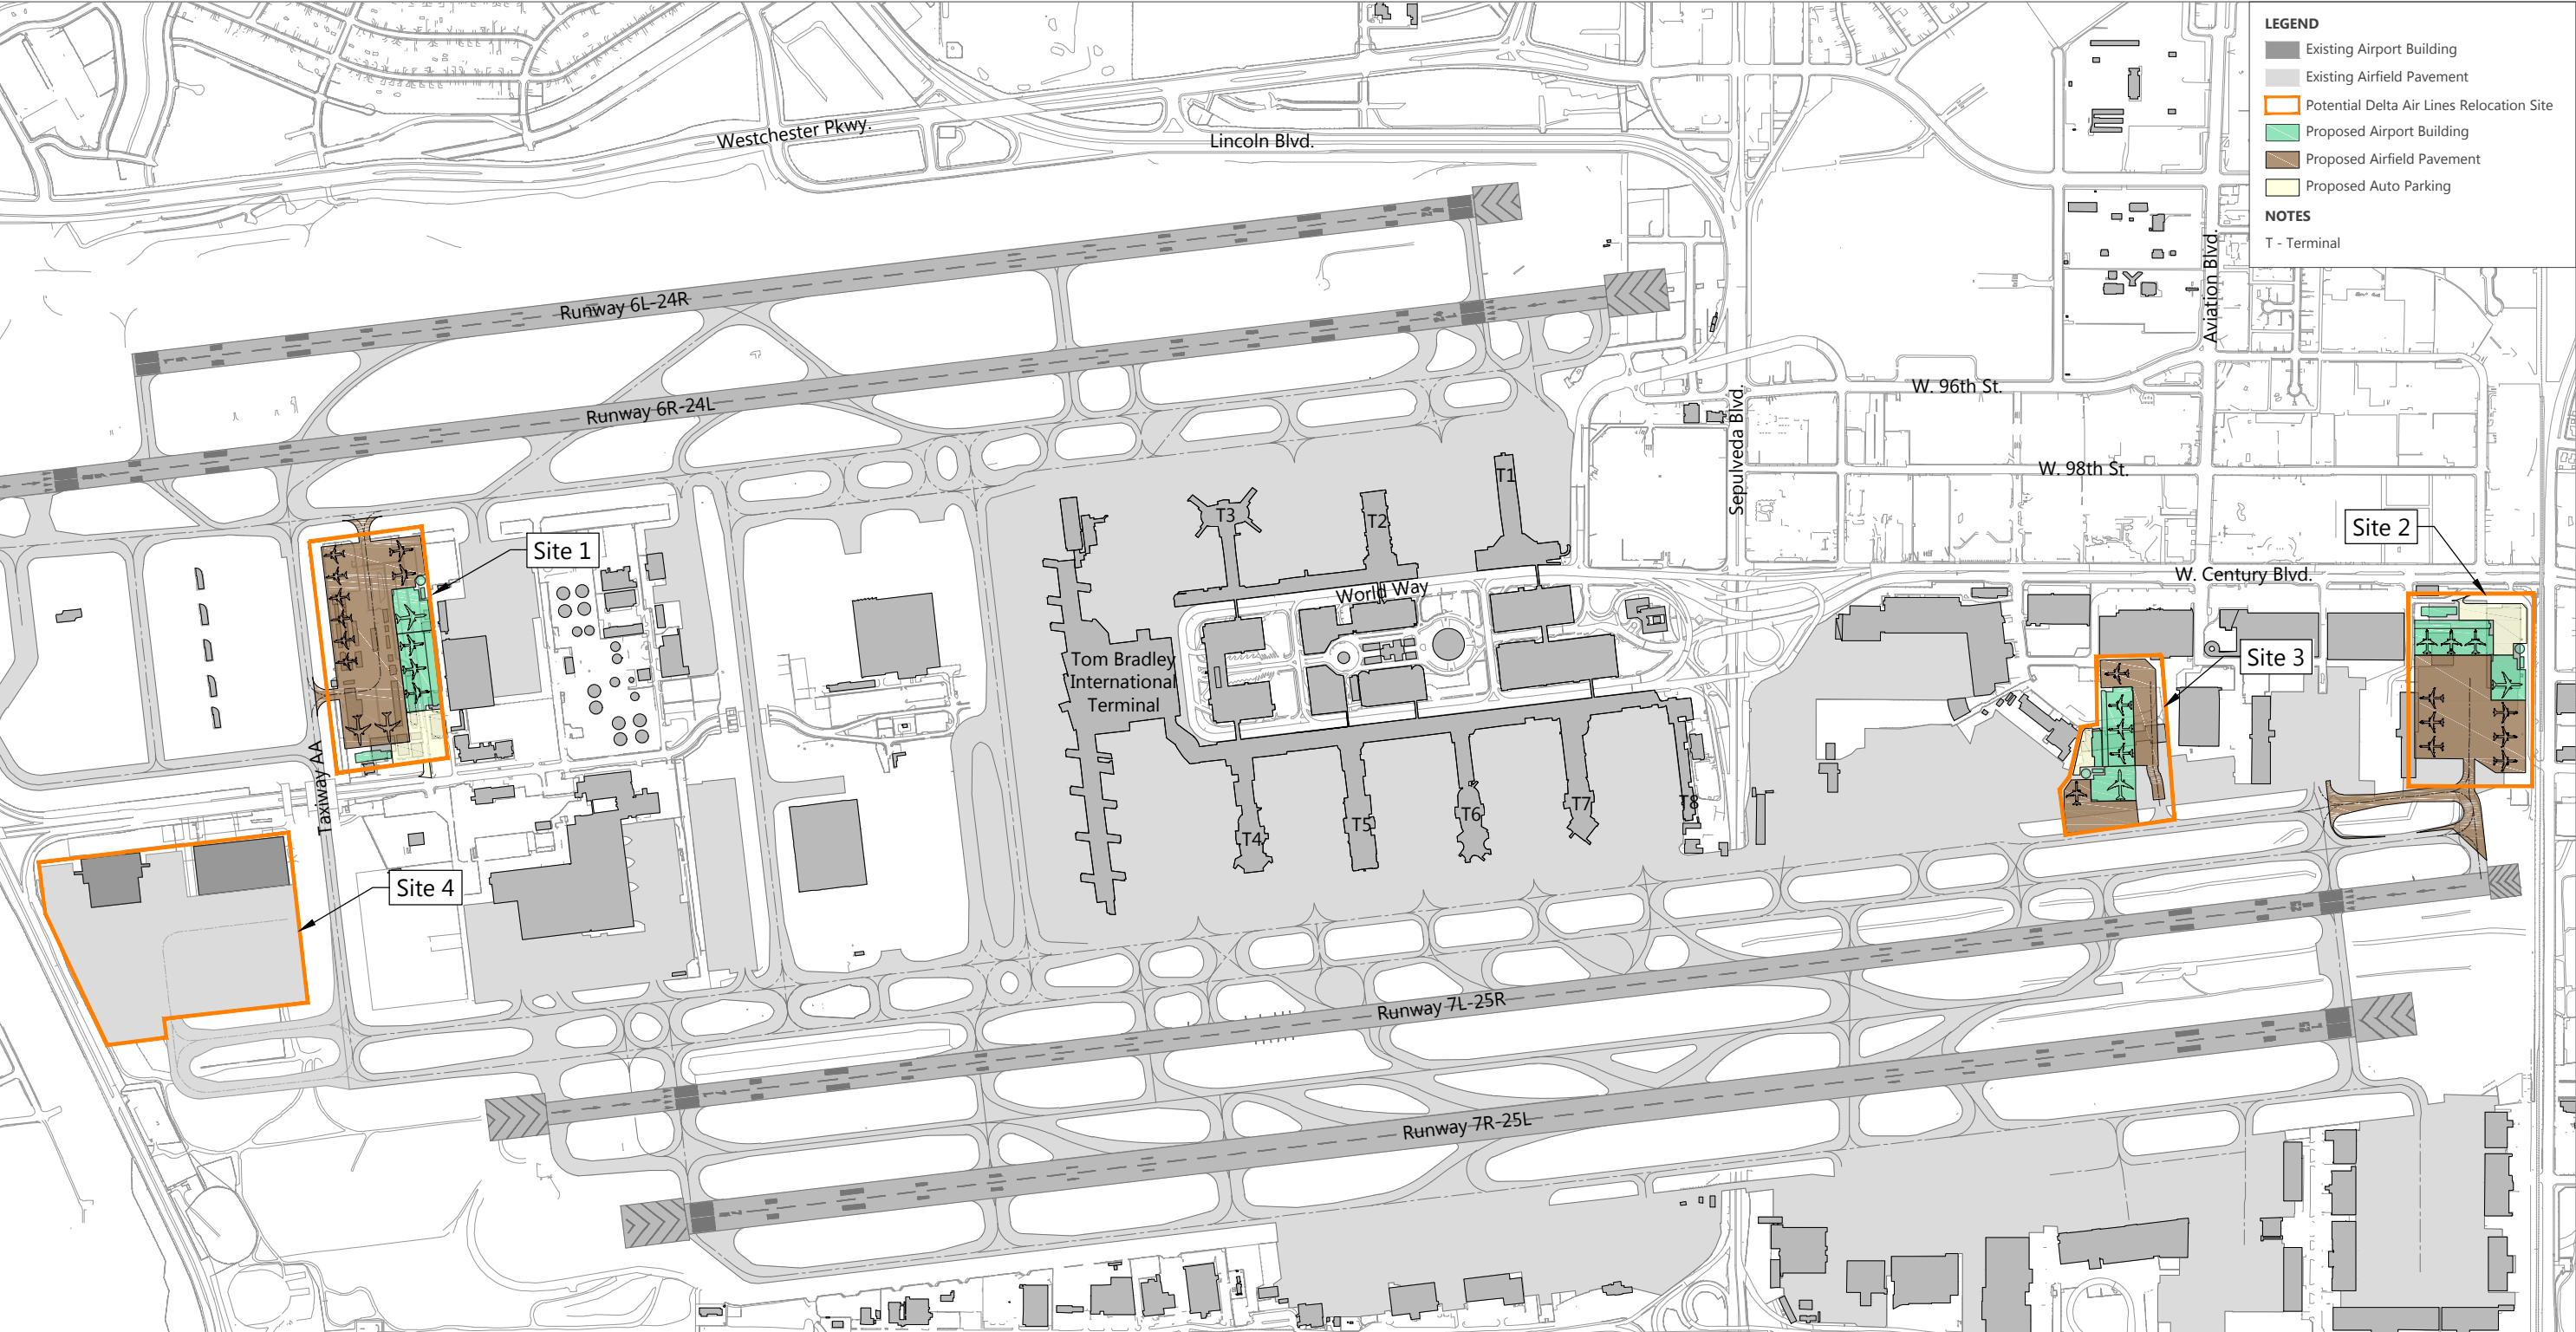 LEGEND
Existing Airport Building
Existing Airfield Pavement
Potential Delta Air Lines Relocation Site
Proposed Airport Building
Proposed Airfield Pavement
Proposed Auto Parking
NOTES
T - Terminal
Westchester Pkwy.
Lincoln Blvd.
Aviation Blvd.
Runway 6L-24R
Runway 6R-24L
W. 96th St.
Sepulveda Blvd.
W. 98th St.
T1
T2
T3
Site 2
Site 1
W. Century Blvd.
World Way
Tom Bradley
International
Terminal
Site 3
Taxiway AA
T8
T7
T6
T5
T4
Site 4
Runway 7L-25R
Runway 7R-25L